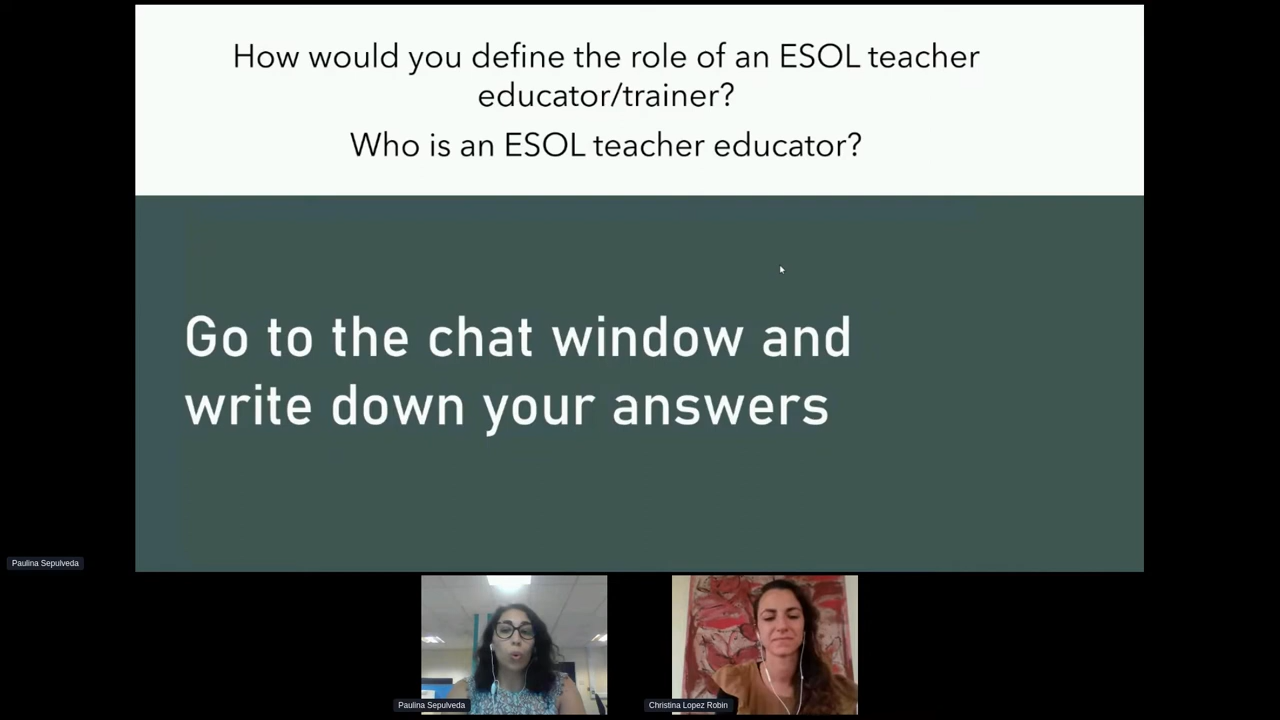 How would you define the role of an ESOL teacher
educator/trainer?
Who is an ESOL teacher educator?
Go to the chat window and
write down your answers
Paulina Sepulveda
Paulina Sepulveda
Christina Lopez Robin